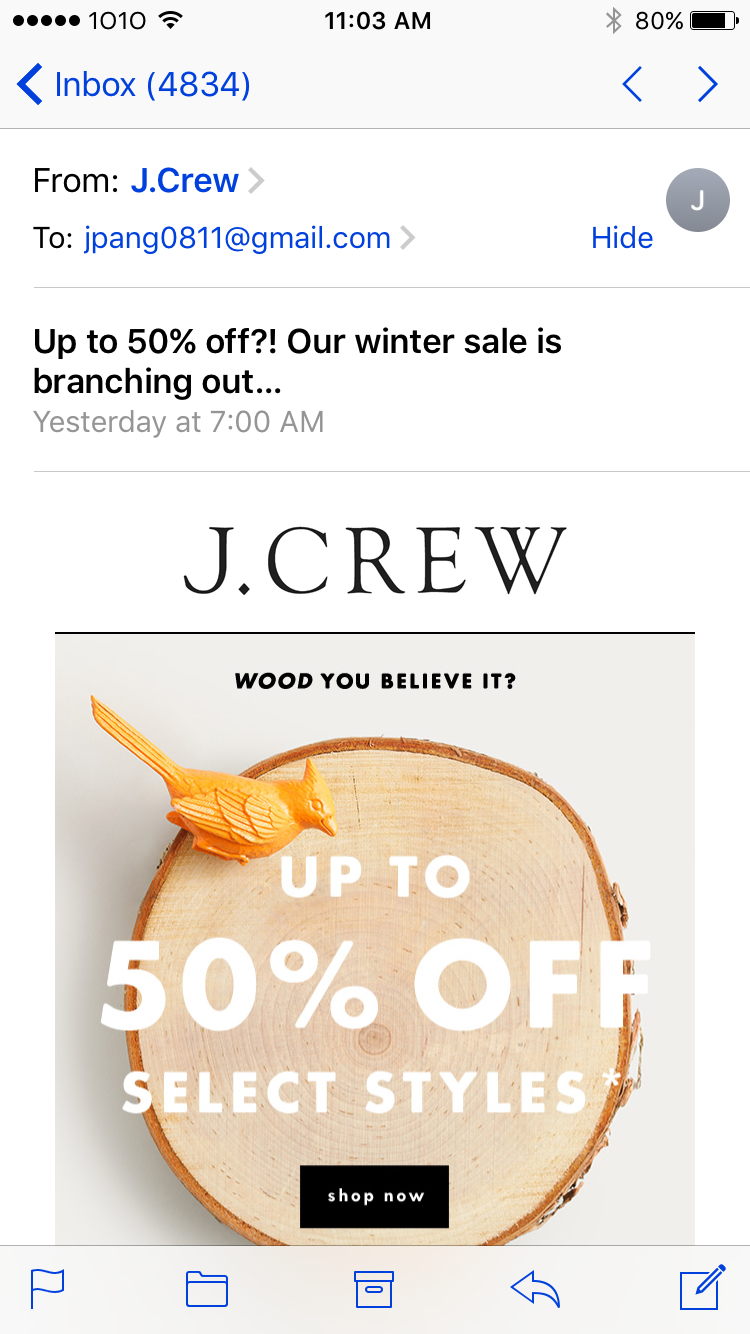 1O1O 11:03 AM 80%
Inbox (4834)
From: J.Crew
J
To: jpang0811@gmail.com Hide
Up to 50% off?! Our winter sale is
branching out...
Yesterday at 7:00 AM
J.CREW
WOOD YOU BELIEVE IT?
UP TO
50% OFF
SELECT STYLES*
shop now